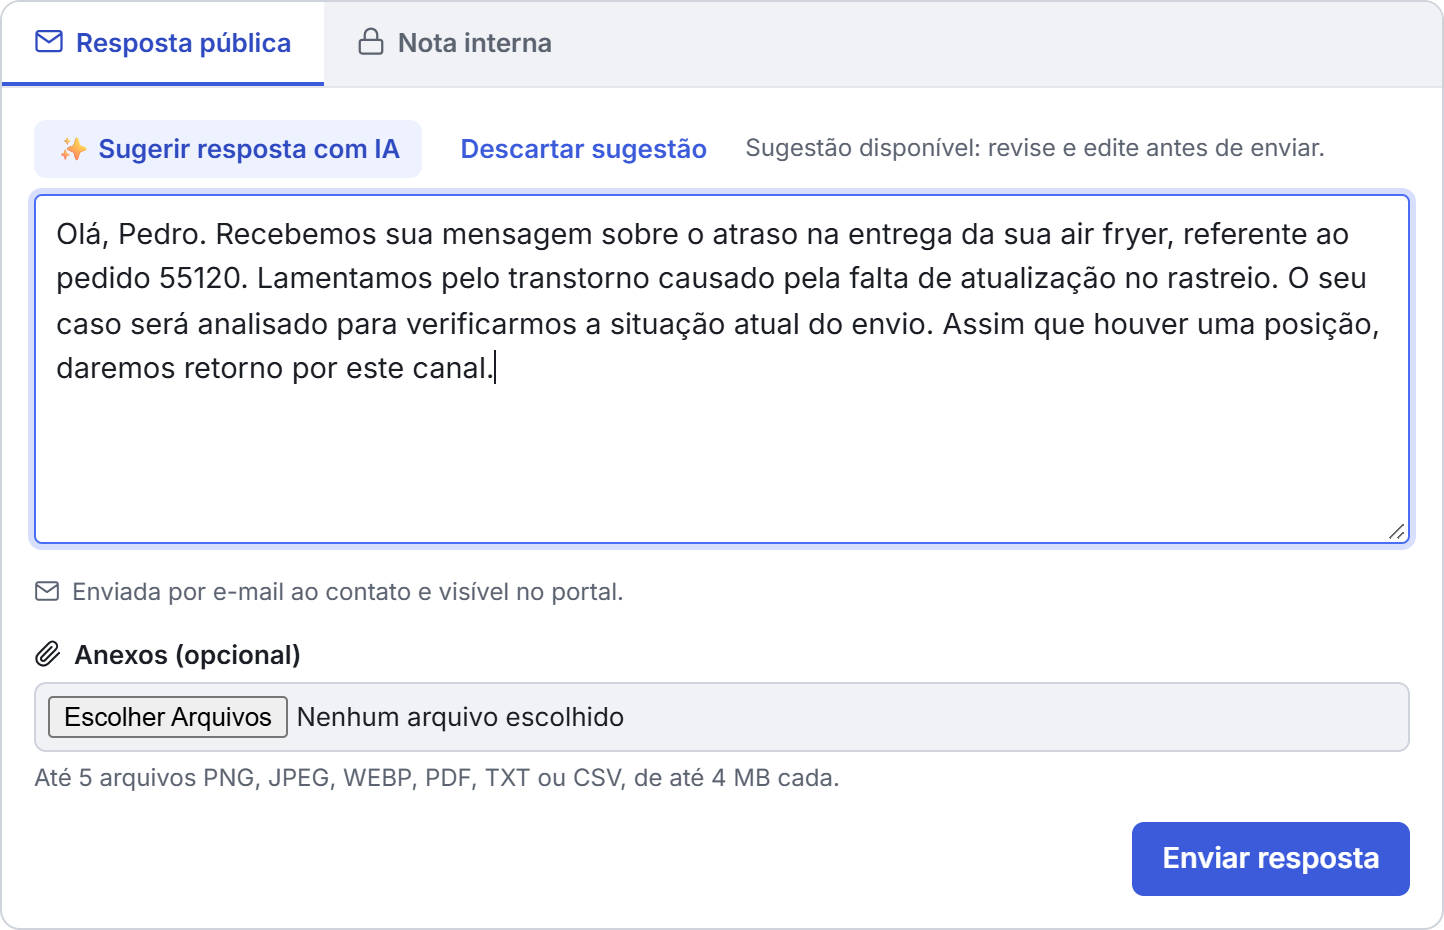 Resposta pública
Nota interna
Sugerir resposta com IA
Descartar sugestão
Sugestão disponível: revise e edite antes de enviar.
Olá, Pedro. Recebemos sua mensagem sobre o atraso na entrega da sua air fryer, referente ao
pedido 55120. Lamentamos pelo transtorno causado pela falta de atualização no rastreio. O seu
caso será analisado para verificarmos a situação atual do envio. Assim que houver uma posição,
daremos retorno por este canal.
Enviada por e-mail ao contato e visível no portal.
Anexos (opcional)
Escolher Arquivos Nenhum arquivo escolhido
Até 5 arquivos PNG, JPEG, WEBP, PDF, TXT ou CSV, de até 4 MB cada.
Enviar resposta